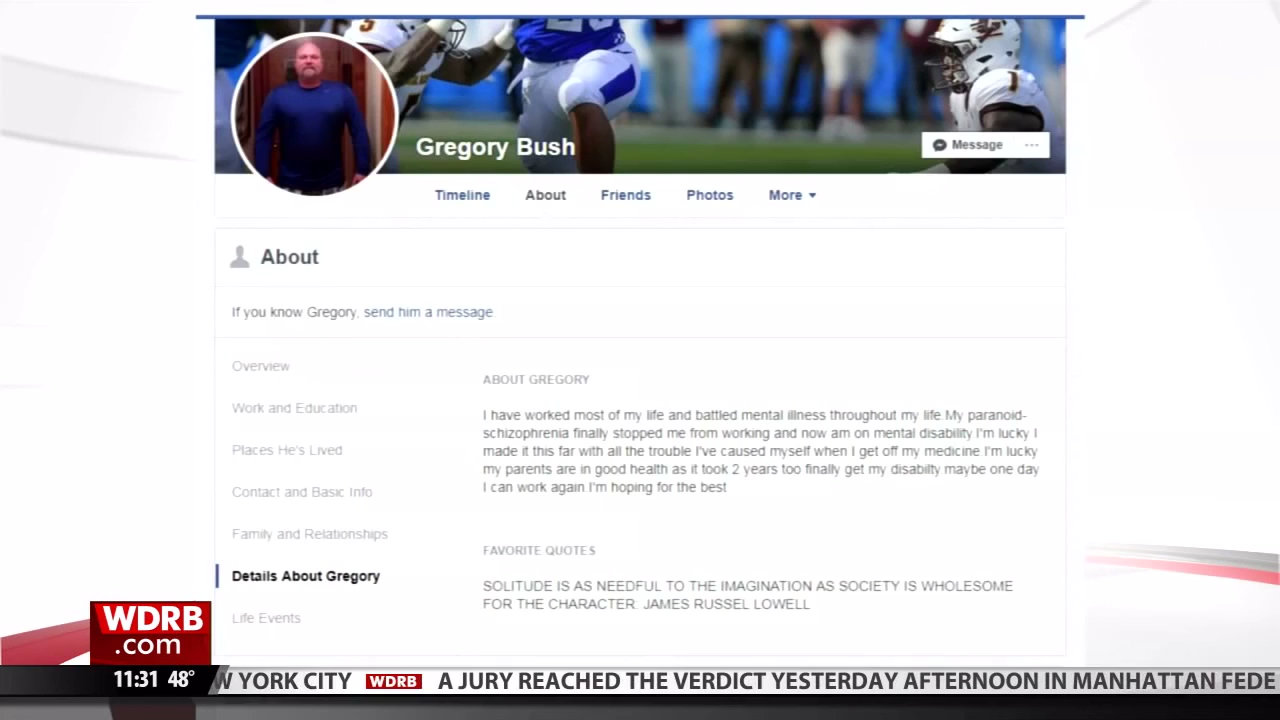 Gregory Bush
Message
Timeline About Friends Photos More
About
If you know Gregory, send him a message
Overview
Work and Education
Places He's Lived
Contact and Basic Info
Family and Relationships
Details About Gregory
Life Events
ABOUT GREGORY
I have worked most of my life and battled mental illness throughout my life My paranoid-
schizophrenia finally stopped me from working and now am on mental disability I'm lucky I
made it this far with all the trouble I've caused myself when I get off my medicine I'm lucky
my parents are in good health as it took 2 years too finally get my disabilty maybe one day
I can work again I'm hoping for the best
FAVORITE QUOTES
SOLITUDE IS AS NEEDFUL TO THE IMAGINATION AS SOCIETY IS WHOLESOME
FOR THE CHARACTER. JAMES RUSSEL LOWELL
WDRB
.com
11:31 48° W YORK CITY WDRB A JURY REACHED THE VERDICT YESTERDAY AFTERNOON IN MANHATTAN FEDE